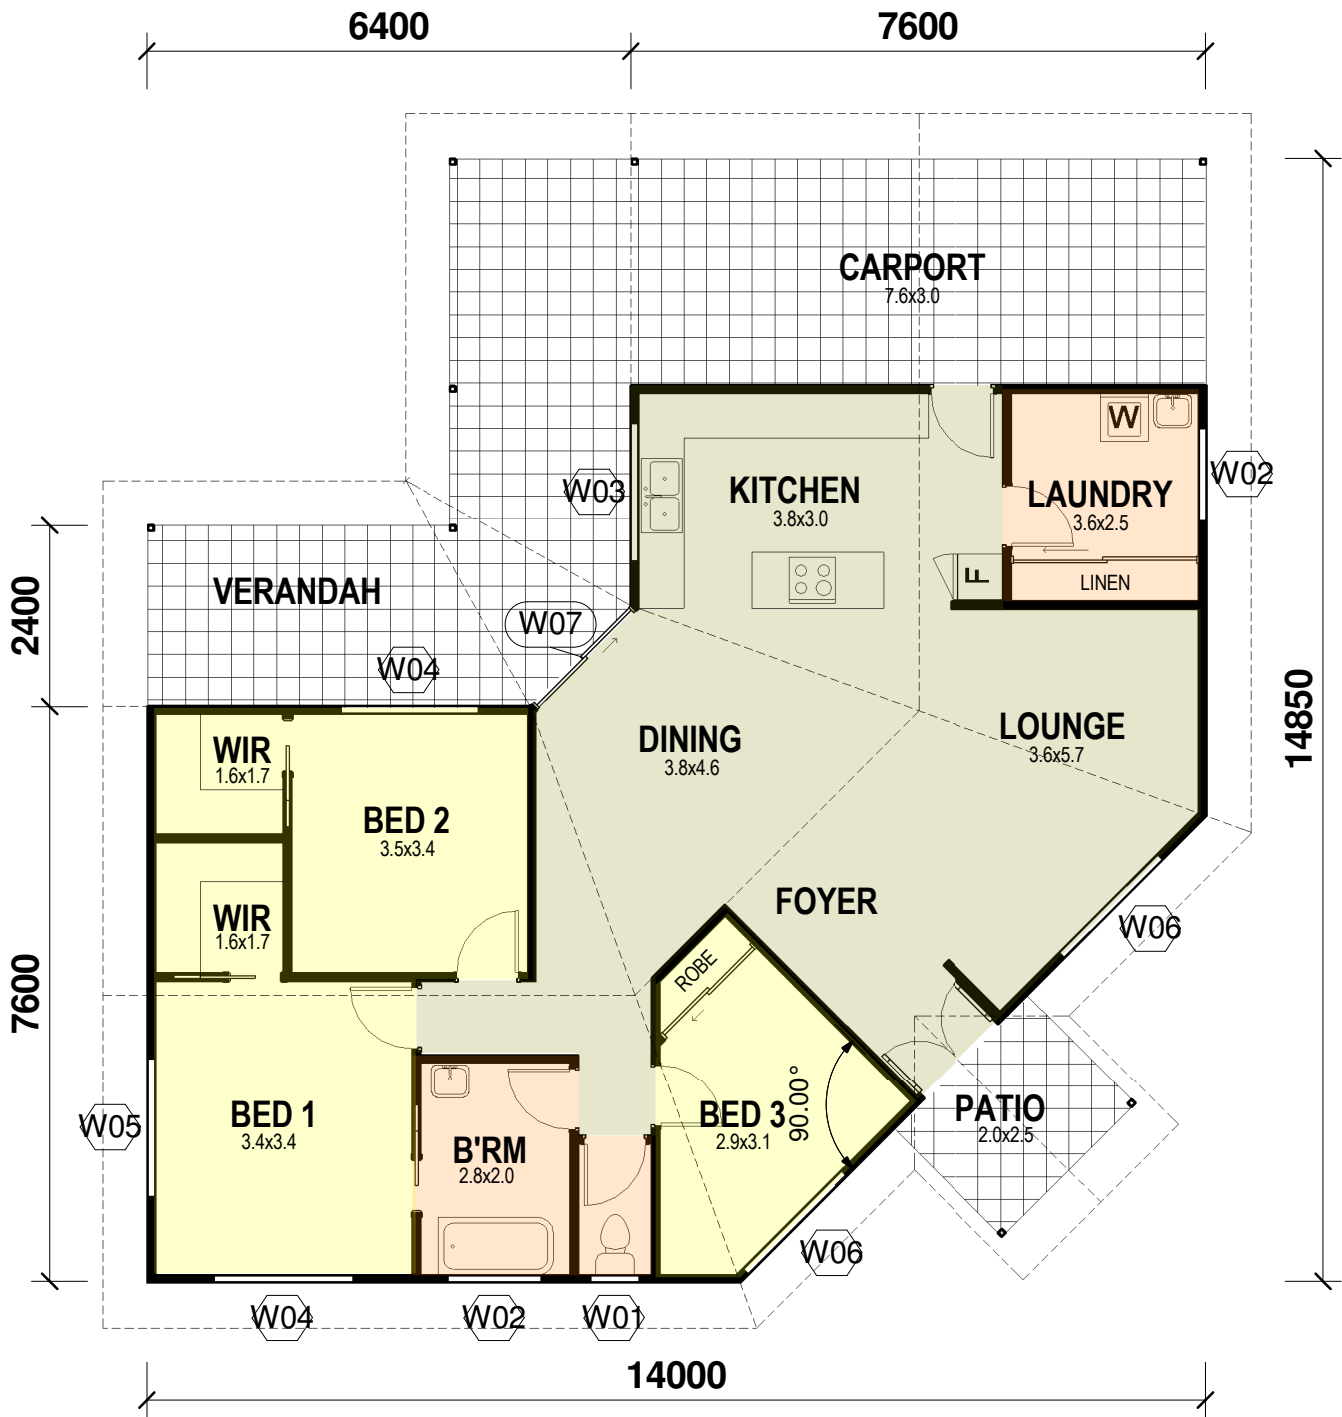 6400
7600
CARPORT
7.6x3.0
W03
KITCHEN
3.8x3.0
W
LAUNDRY
3.6x2.5
W02
F
LINEN
2400
VERANDAH
W07
W04
14850
WIR
1.6x1.7
BED 2
3.5x3.4
DINING
3.8x4.6
LOUNGE
3.6x5.7
WIR
1.6x1.7
FOYER
W06
7600
ROBE
W05
BED 1
3.4x3.4
B'RM
2.8x2.0
BED 3
2.9x3.1
90.00°
PATIO
2.0x2.5
W06
W04
W02
W01
14000